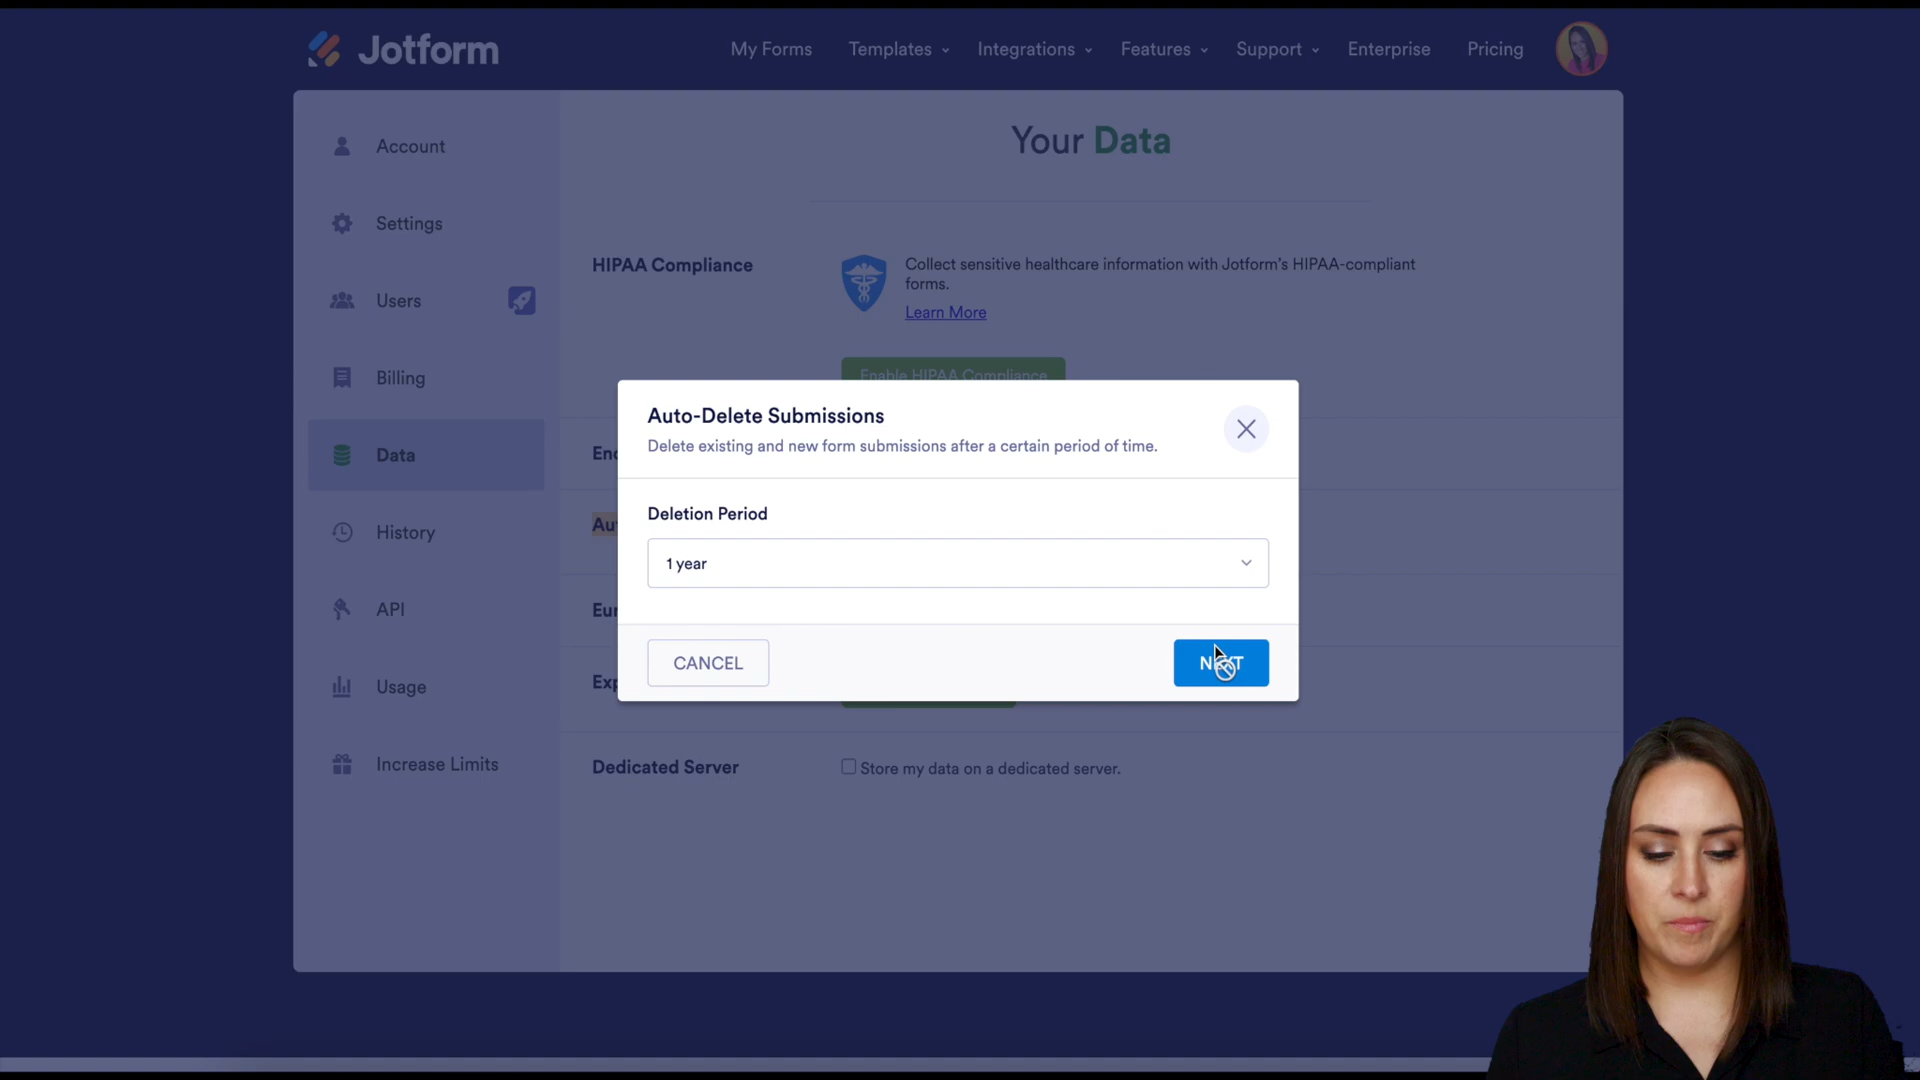 Jotform
My Forms Templates Integrations Features Support Enterprise Pricing
Account
Settings
Users
Billing
Data
History
API
Usage
Increase Limits
Your Data
HIPAA Compliance
Collect sensitive healthcare information with Jotform's HIPAA-compliant
forms.
Learn More
Enable HIPAA Compliance
Auto-Delete Submissions
Delete existing and new form submissions after a certain period of time.
Deletion Period
1 year
CANCEL
NEXT
Dedicated Server
Store my data on a dedicated server.